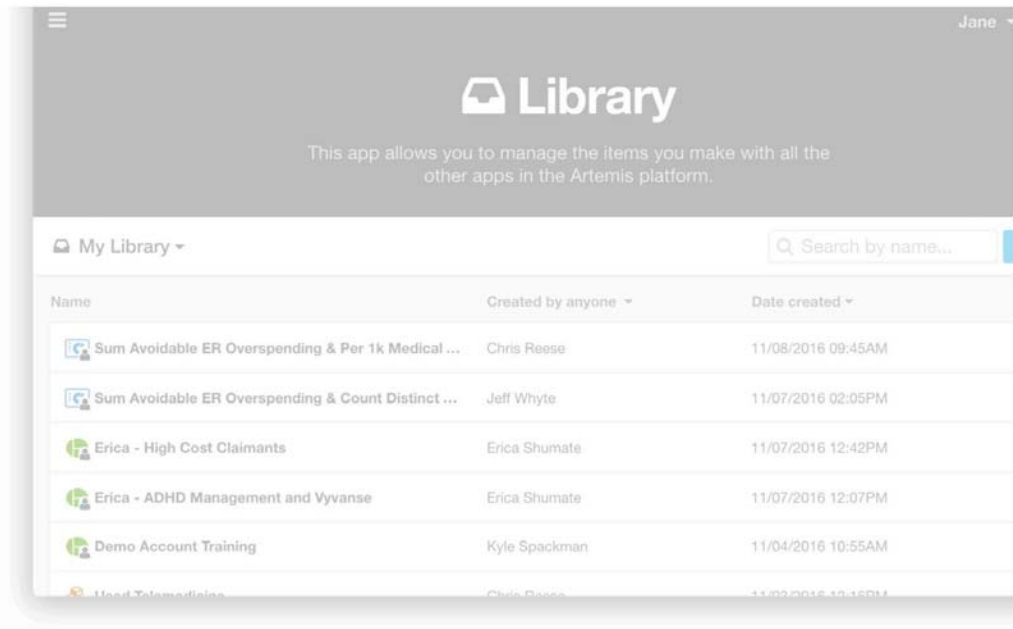 Jane
Library
This app allows you to manage the items you make with all the
other apps in the Artemis platform.
My Library
Search by name...
Name Created by anyone Date created
Sum Avoidable ER Overspending & Per 1k Medical ... Chris Reese 11/08/2016 09:45AM
Sum Avoidable ER Overspending & Count Distinct ... Jeff Whyte 11/07/2016 02:05PM
Erica - High Cost Claimants Erica Shumate 11/07/2016 12:42PM
Erica - ADHD Management and Vyvanse Erica Shumate 11/07/2016 12:07PM
Demo Account Training Kyle Spackman 11/04/2016 10:55AM
Used Telemedicine Chris Reese